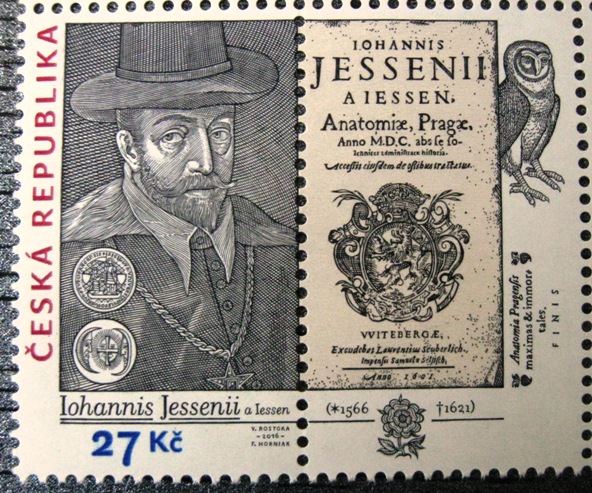 ČESKÁ REPUBLIKA
Iohannis Jessenii a Iessen
27 Kč
V. ROSTOKA
– 2016 –
F. HORNIAK
IOHANNIS
JESSENII
A IESSEN,
Anatomiæ, Pragæ,
Anno M.D.C. abs se so-
lenniter administratæ historia.
Accessit eiusdem de ossibus tractatus.
VVITEBERGÆ,
Excudebat Laurentius Seuberlich,
impensis Samuelis Selfisch,
Anno 1601
(*1566
†1621)
Anatomia Pragensis
maximas & immor-
tales.
FINIS